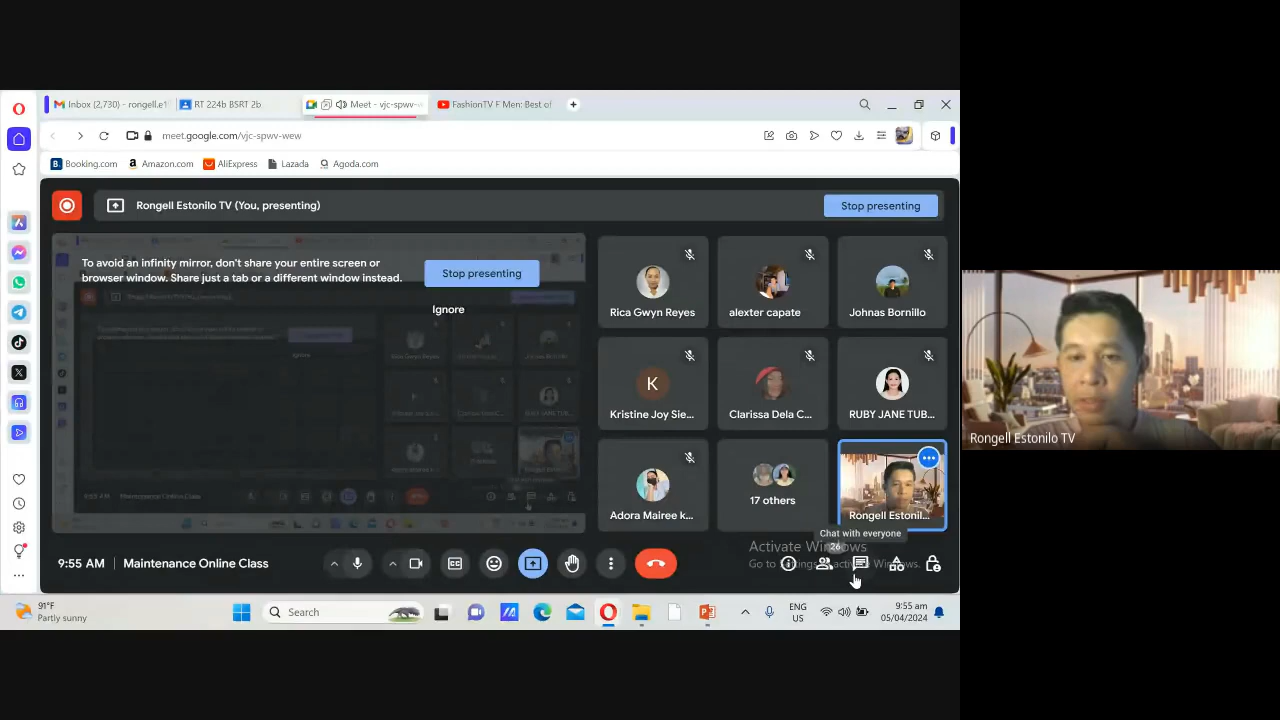 Inbox (2,730) - rongell.e1
RT 224b BSRT 2b
Meet - vjc-spwv-
FashionTV F Men: Best of
meet.google.com/vjc-spwv-wew
Booking.com
Amazon.com
AliExpress
Lazada
Agoda.com
Rongell Estonilo TV (You, presenting)
Stop presenting
To avoid an infinity mirror, don't share your entire screen or
browser window. Share just a tab or a different window instead.
Stop presenting
Ignore
Rica Gwyn Reyes
alexter capate
Johnas Bornillo
K
Kristine Joy Sie...
Clarissa Dela C...
RUBY JANE TUB...
Adora Mairee k...
17 others
Rongell Estonil...
Rongell Estonilo TV
Chat with everyone
26
Activate Windows
Go to Settings to activate Windows.
9:55 AM
Maintenance Online Class
91°F
Partly sunny
Search
ENG
US
9:55 am
05/04/2024